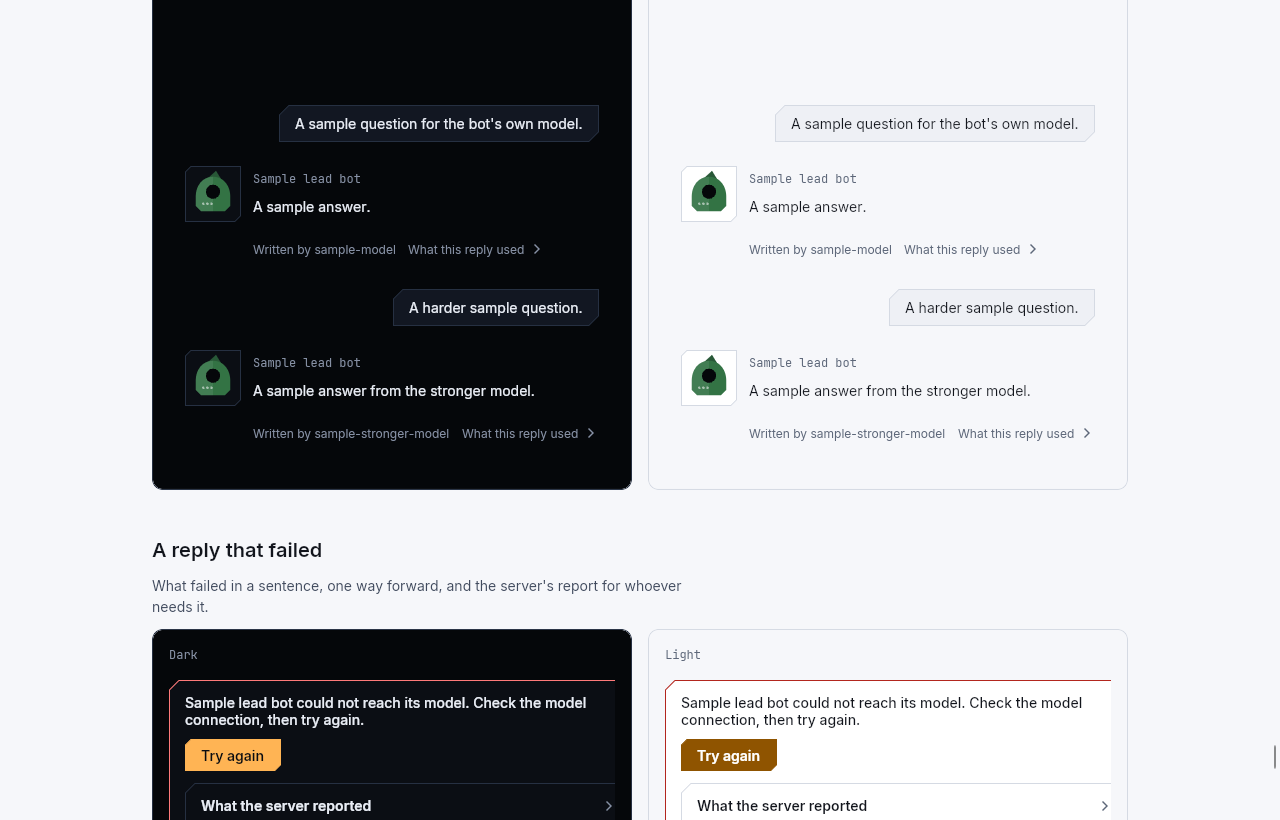 A sample question for the bot's own model.
Sample lead bot
A sample answer.
Written by sample-model What this reply used
A harder sample question.
Sample lead bot
A sample answer from the stronger model.
Written by sample-stronger-model What this reply used
A sample question for the bot's own model.
Sample lead bot
A sample answer.
Written by sample-model What this reply used
A harder sample question.
Sample lead bot
A sample answer from the stronger model.
Written by sample-stronger-model What this reply used
A reply that failed
What failed in a sentence, one way forward, and the server's report for whoever
needs it.
Dark
Sample lead bot could not reach its model. Check the model
connection, then try again.
Try again
What the server reported
Light
Sample lead bot could not reach its model. Check the model
connection, then try again.
Try again
What the server reported